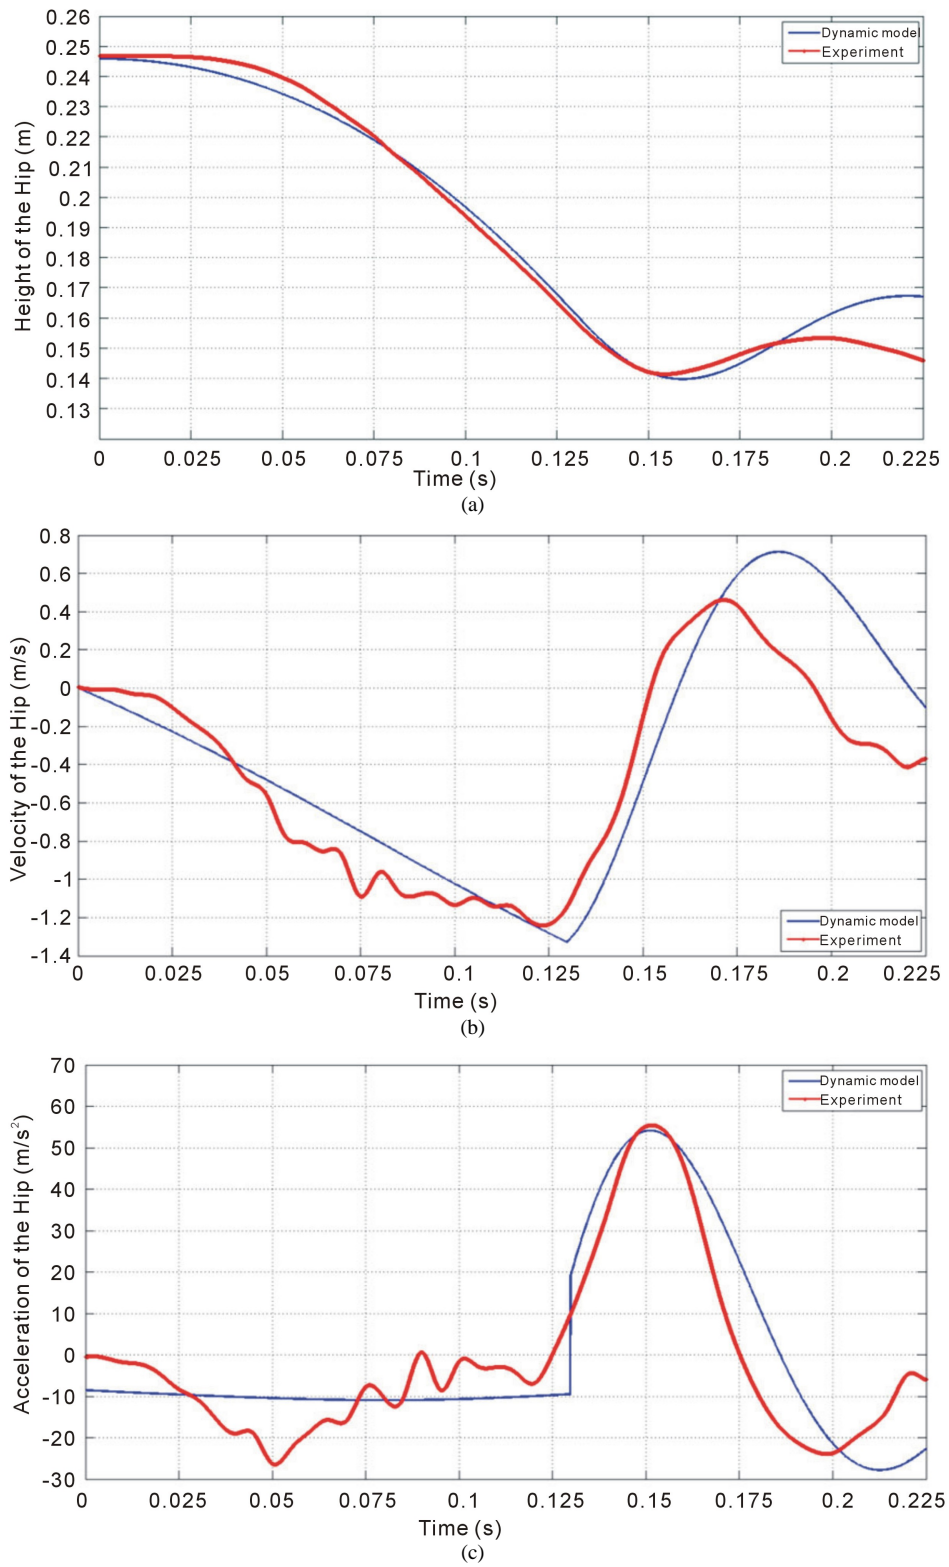 0.26
0.25
0.24
0.23
0.22
0.21
0.2
0.19
0.18
0.17
0.16
0.15
0.14
0.13
Height of the Hip (m)
Dynamic model
Experiment
0 0.025 0.05 0.075 0.1 0.125 0.15 0.175 0.2 0.225
Time (s)
(a)
0.8
0.6
0.4
0.2
0
-0.2
-0.4
-0.6
-0.8
-1
-1.2
-1.4
Velocity of the Hip (m/s)
Dynamic model
Experiment
0 0.025 0.05 0.075 0.1 0.125 0.15 0.175 0.2 0.225
Time (s)
(b)
70
60
50
40
30
20
10
0
-10
-20
-30
Acceleration of the Hip (m/s²)
Dynamic model
Experiment
0 0.025 0.05 0.075 0.1 0.125 0.15 0.175 0.2 0.225
Time (s)
(c)